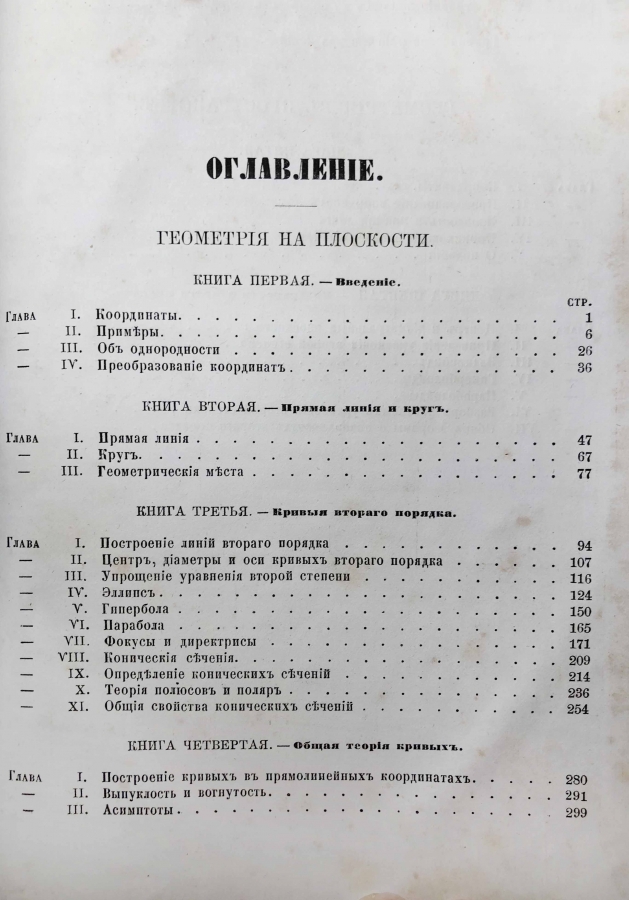 ОГЛАВЛЕНІЕ.
ГЕОМЕТРІЯ НА ПЛОСКОСТИ.
КНИГА ПЕРВАЯ. — Введеніе.
СТР.
ГЛАВА I. Координаты. 1
— II. Примѣры. 6
— III. Объ однородности 26
— IV. Преобразованіе координатъ. 36
КНИГА ВТОРАЯ. — Прямая линія и кругъ.
ГЛАВА I. Прямая линія 47
— II. Кругъ. 67
— III. Геометрическія мѣста 77
КНИГА ТРЕТЬЯ. — Кривыя втораго порядка.
ГЛАВА I. Построеніе линій втораго порядка 94
— II. Центръ, діаметры и оси кривыхъ втораго порядка 107
— III. Упрощеніе уравненія второй степени 116
— IV. Эллипсъ. 124
— V. Гипербола 150
— VI. Парабола 165
— VII. Фокусы и директрисы 171
— VIII. Коническія сѣченія. 209
— IX. Опредѣленіе коническихъ сѣченій 214
— X. Теорія полюсовъ и поляръ 236
— XI. Общія свойства коническихъ сѣченій 254
КНИГА ЧЕТВЕРТАЯ. — Общая теорія кривыхъ.
ГЛАВА I. Построеніе кривыхъ въ прямолинейныхъ координатахъ. 280
— II. Выпуклость и вогнутость. 291
— III. Асимптоты 299